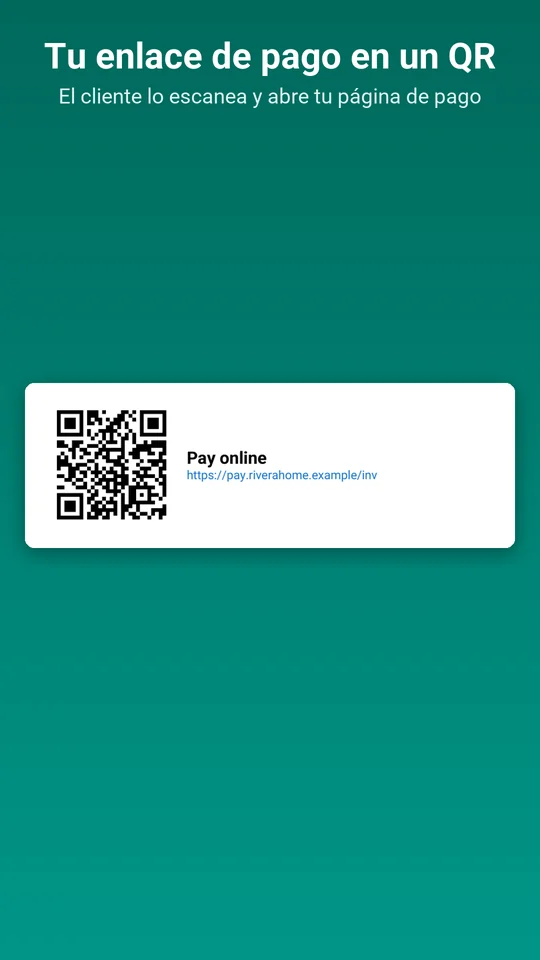 Tu enlace de pago en un QR
El cliente lo escanea y abre tu página de pago
Pay online
https://pay.riverahome.example/inv